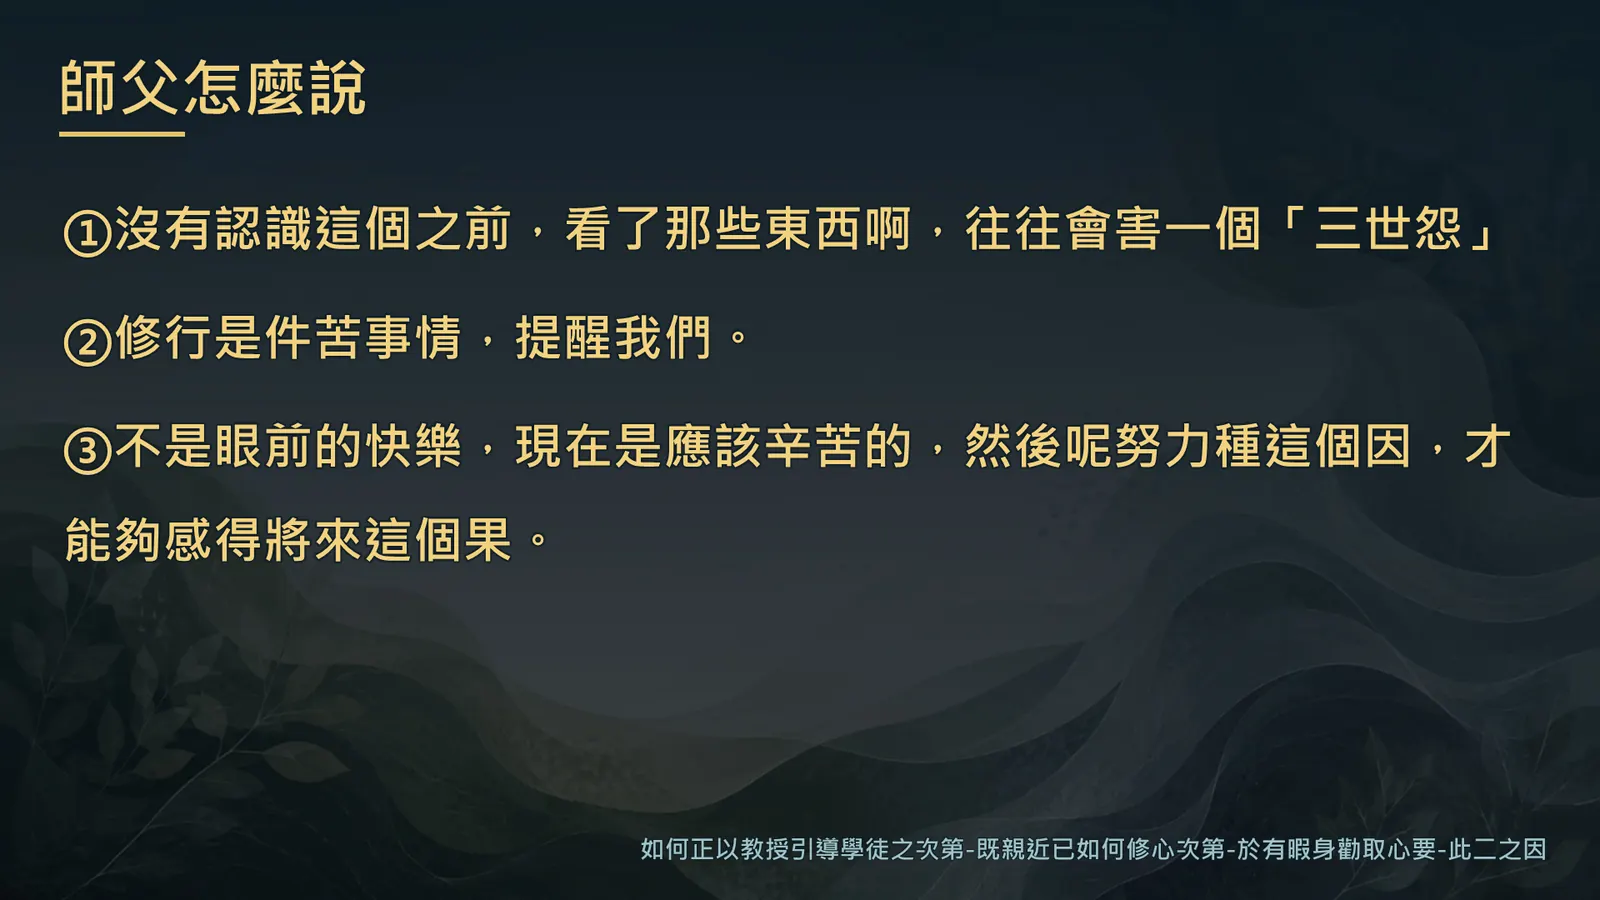 師父怎麼說
①沒有認識這個之前，看了那些東西啊，往往會害一個「三世怨」
②修行是件苦事情，提醒我們。
③不是眼前的快樂，現在是應該辛苦的，然後呢努力種這個因，才
能夠感得將來這個果。
如何正以教授引導學徒之次第-既親近已如何修心次第-於有暇身勸取心要-此二之因